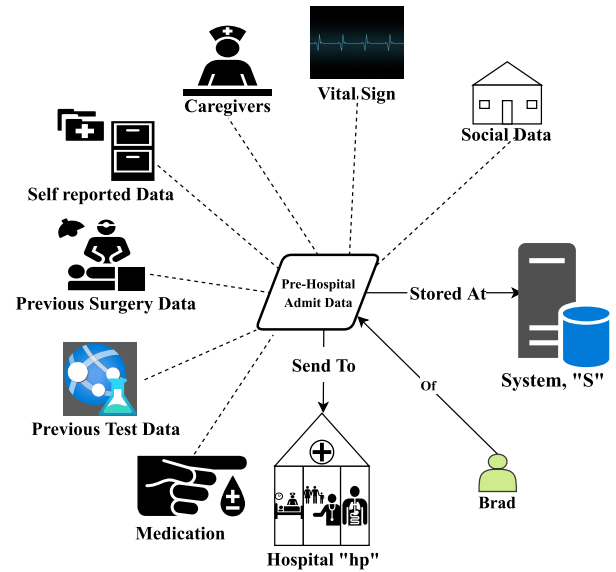 Caregivers
Vital Sign
Social Data
Self reported Data
Previous Surgery Data
Pre-Hospital
Admit Data
Stored At
System, "S"
Send To
Of
Previous Test Data
Medication
Hospital "hp"
Brad